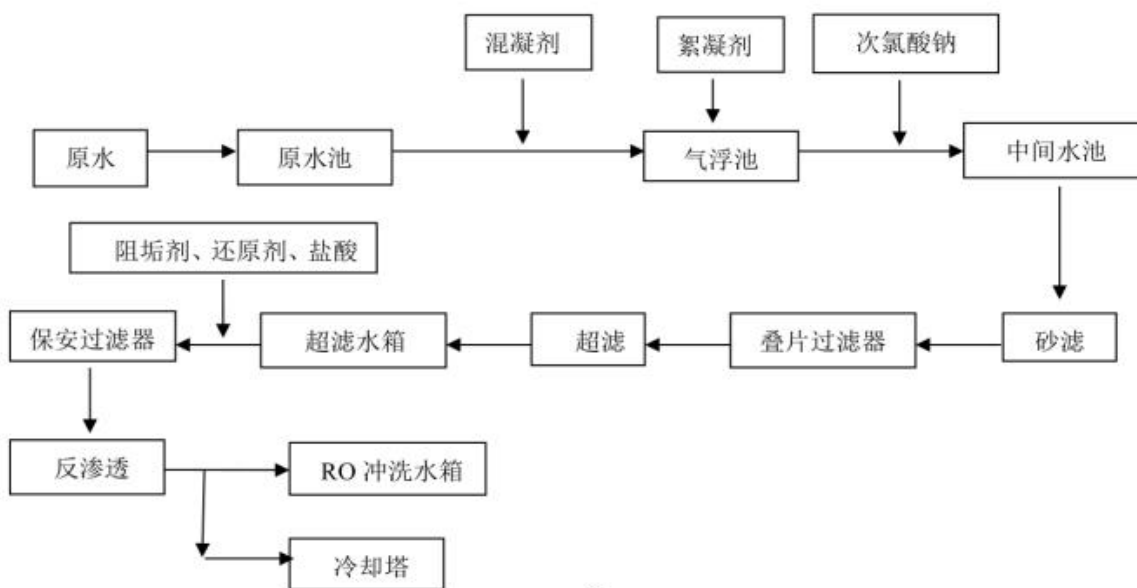 混凝剂
絮凝剂
次氯酸钠
原水
原水池
气浮池
中间水池
阻垢剂、还原剂、盐酸
保安过滤器
超滤水箱
超滤
叠片过滤器
砂滤
反渗透
RO 冲洗水箱
冷却塔